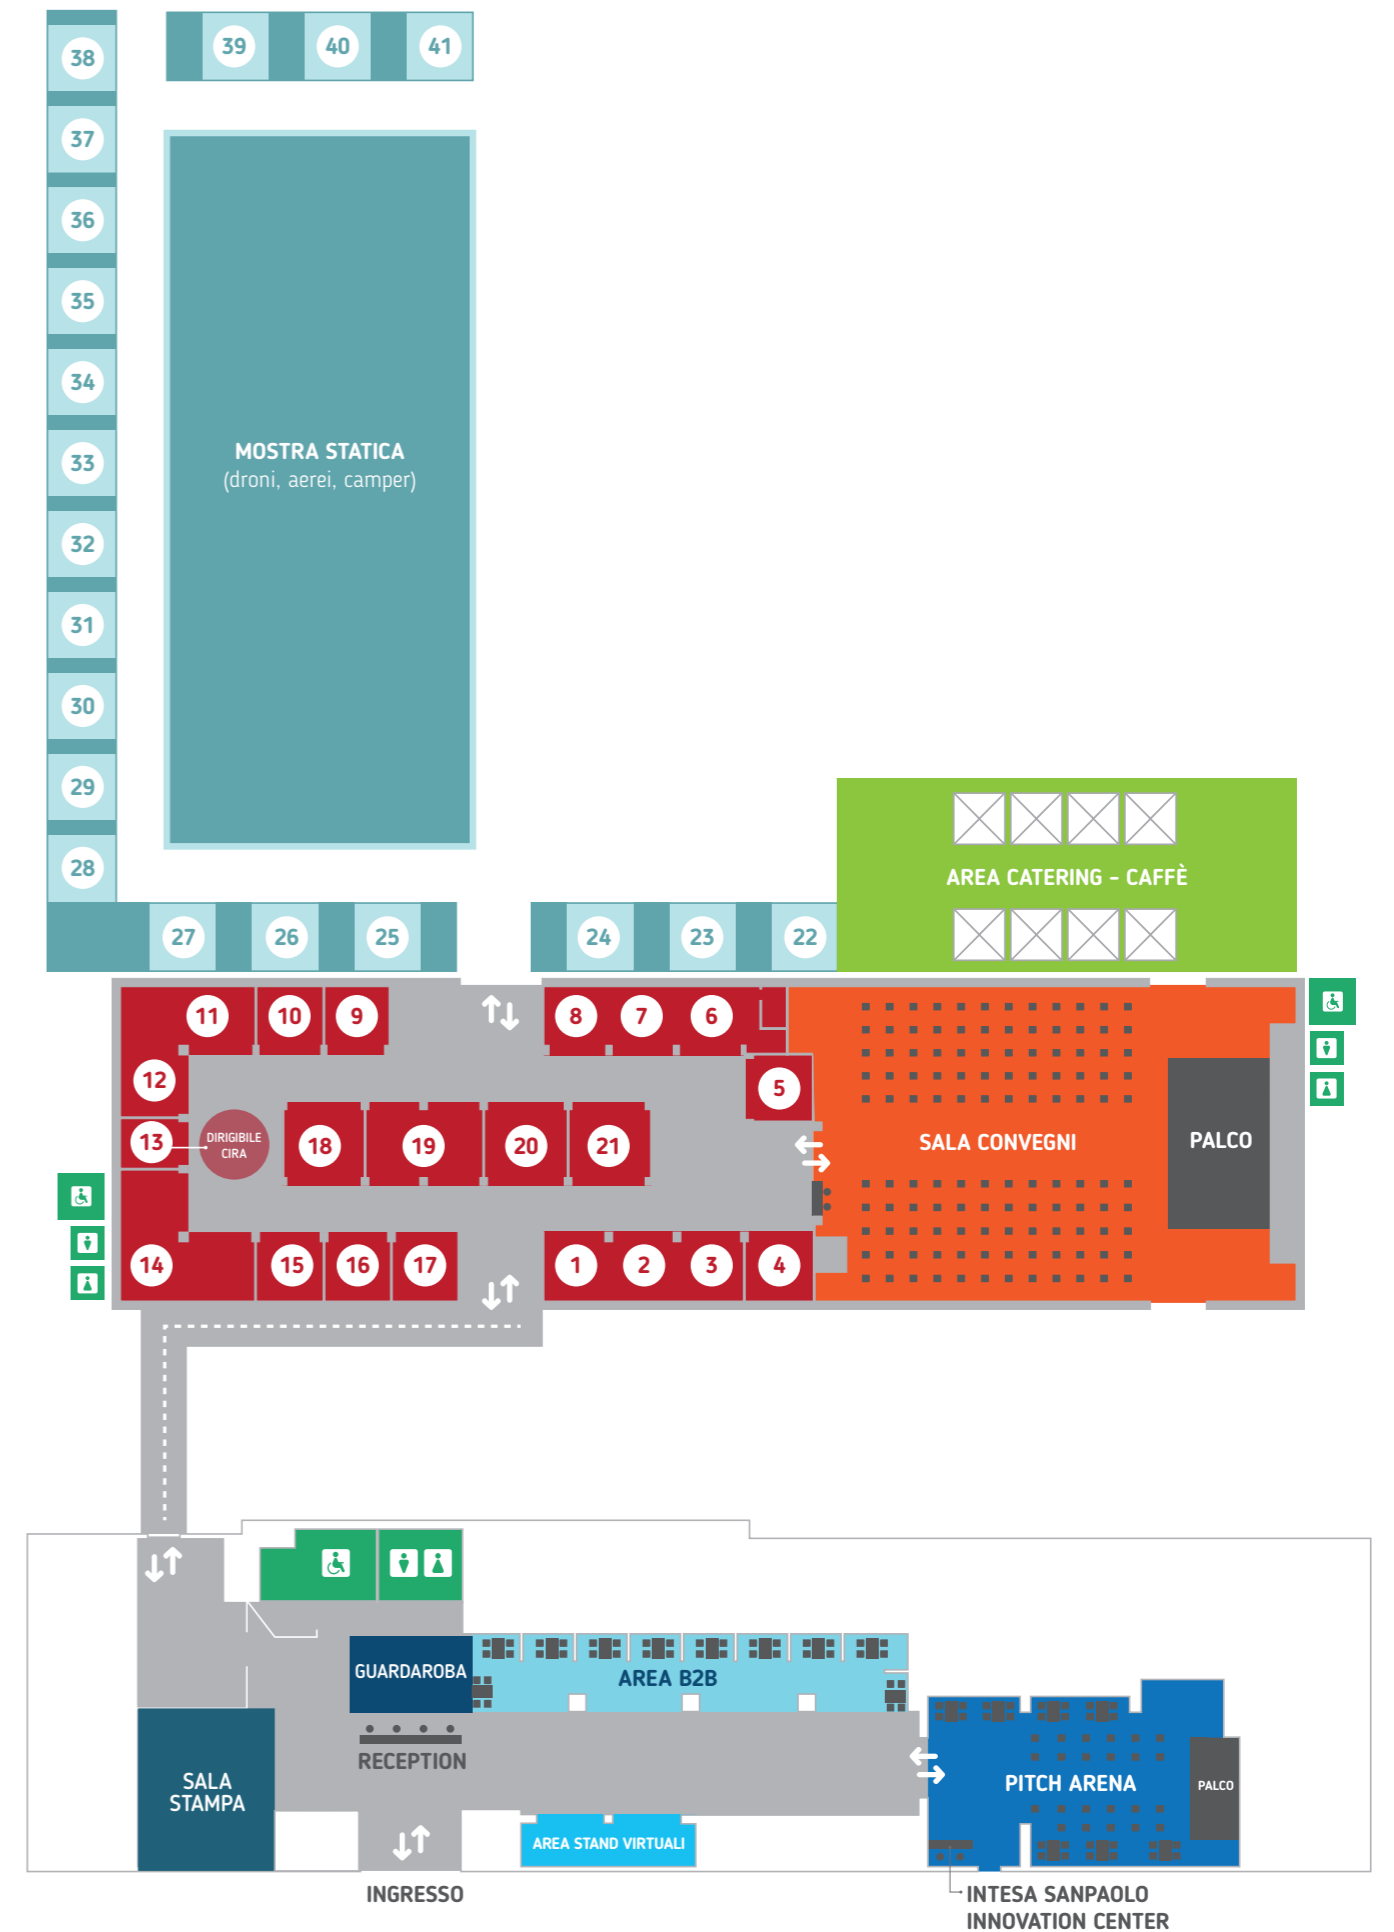 38
39
40
41
37
36
35
34
33
MOSTRA STATICA
(droni, aerei, camper)
32
31
30
29
28
AREA CATERING - CAFFÈ
27
26
25
24
23
22
11
10
9
8
7
6
12
5
13
DIRIGIBILE
CIRA
18
19
20
21
SALA CONVEGNI
PALCO
14
15
16
17
1
2
3
4
GUARDAROBA
AREA B2B
RECEPTION
SALA
STAMPA
PITCH ARENA
PALCO
AREA STAND VIRTUALI
INGRESSO
INTESA SANPAOLO
INNOVATION CENTER